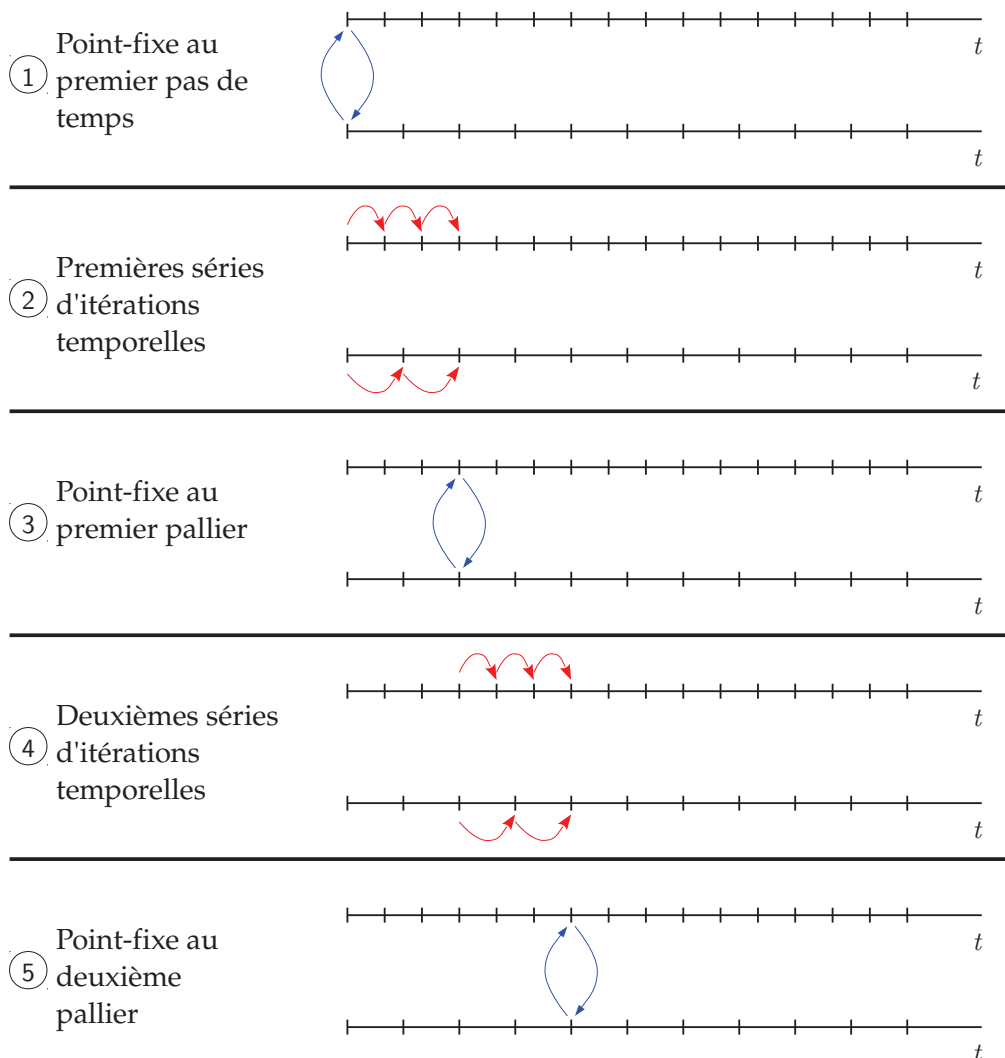 t
1 Point-fixe au
premier pas de
temps
t
t
2 Premières séries
d'itérations
temporelles
t
t
3 Point-fixe au
premier pallier
t
t
4 Deuxièmes séries
d'itérations
temporelles
t
t
5 Point-fixe au
deuxième
pallier
t